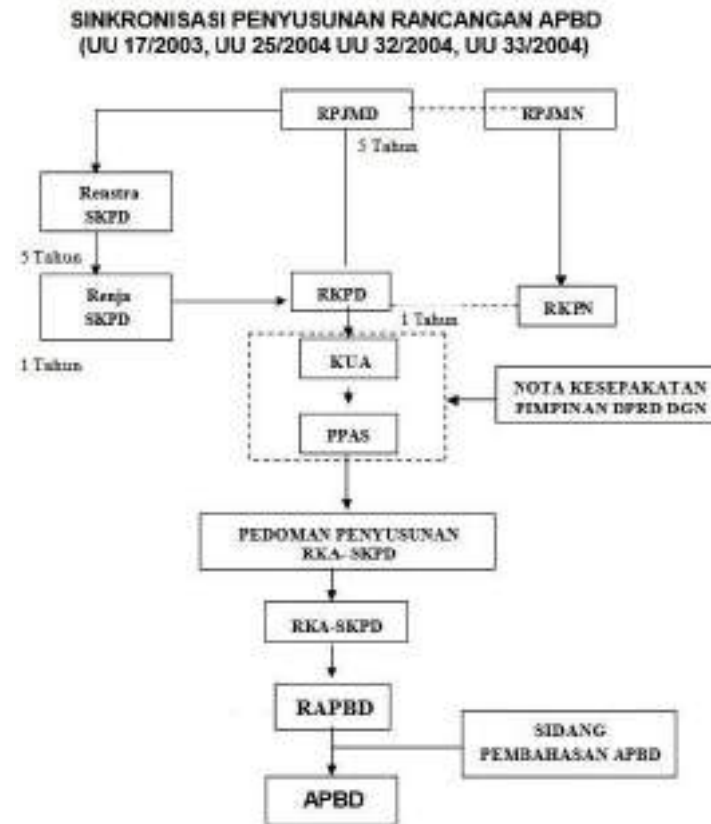 SINKRONISASI PENYUSUNAN RANCANGAN APBD
(UU 17/2003, UU 25/2004 UU 32/2004, UU 33/2004)
RPJMD
RPJMN
5 Tahun
Renstra
SKPD
5 Tahun
Renja
SKPD
1 Tahun
RKPD
1 Tahun
RKPN
KUA
PPAS
NOTA KESEPAKATAN
PIMPINAN DPRD DGN
PEDOMAN PENYUSUNAN
RKA- SKPD
RKA-SKPD
RAPBD
SIDANG
PEMBAHASAN APBD
APBD